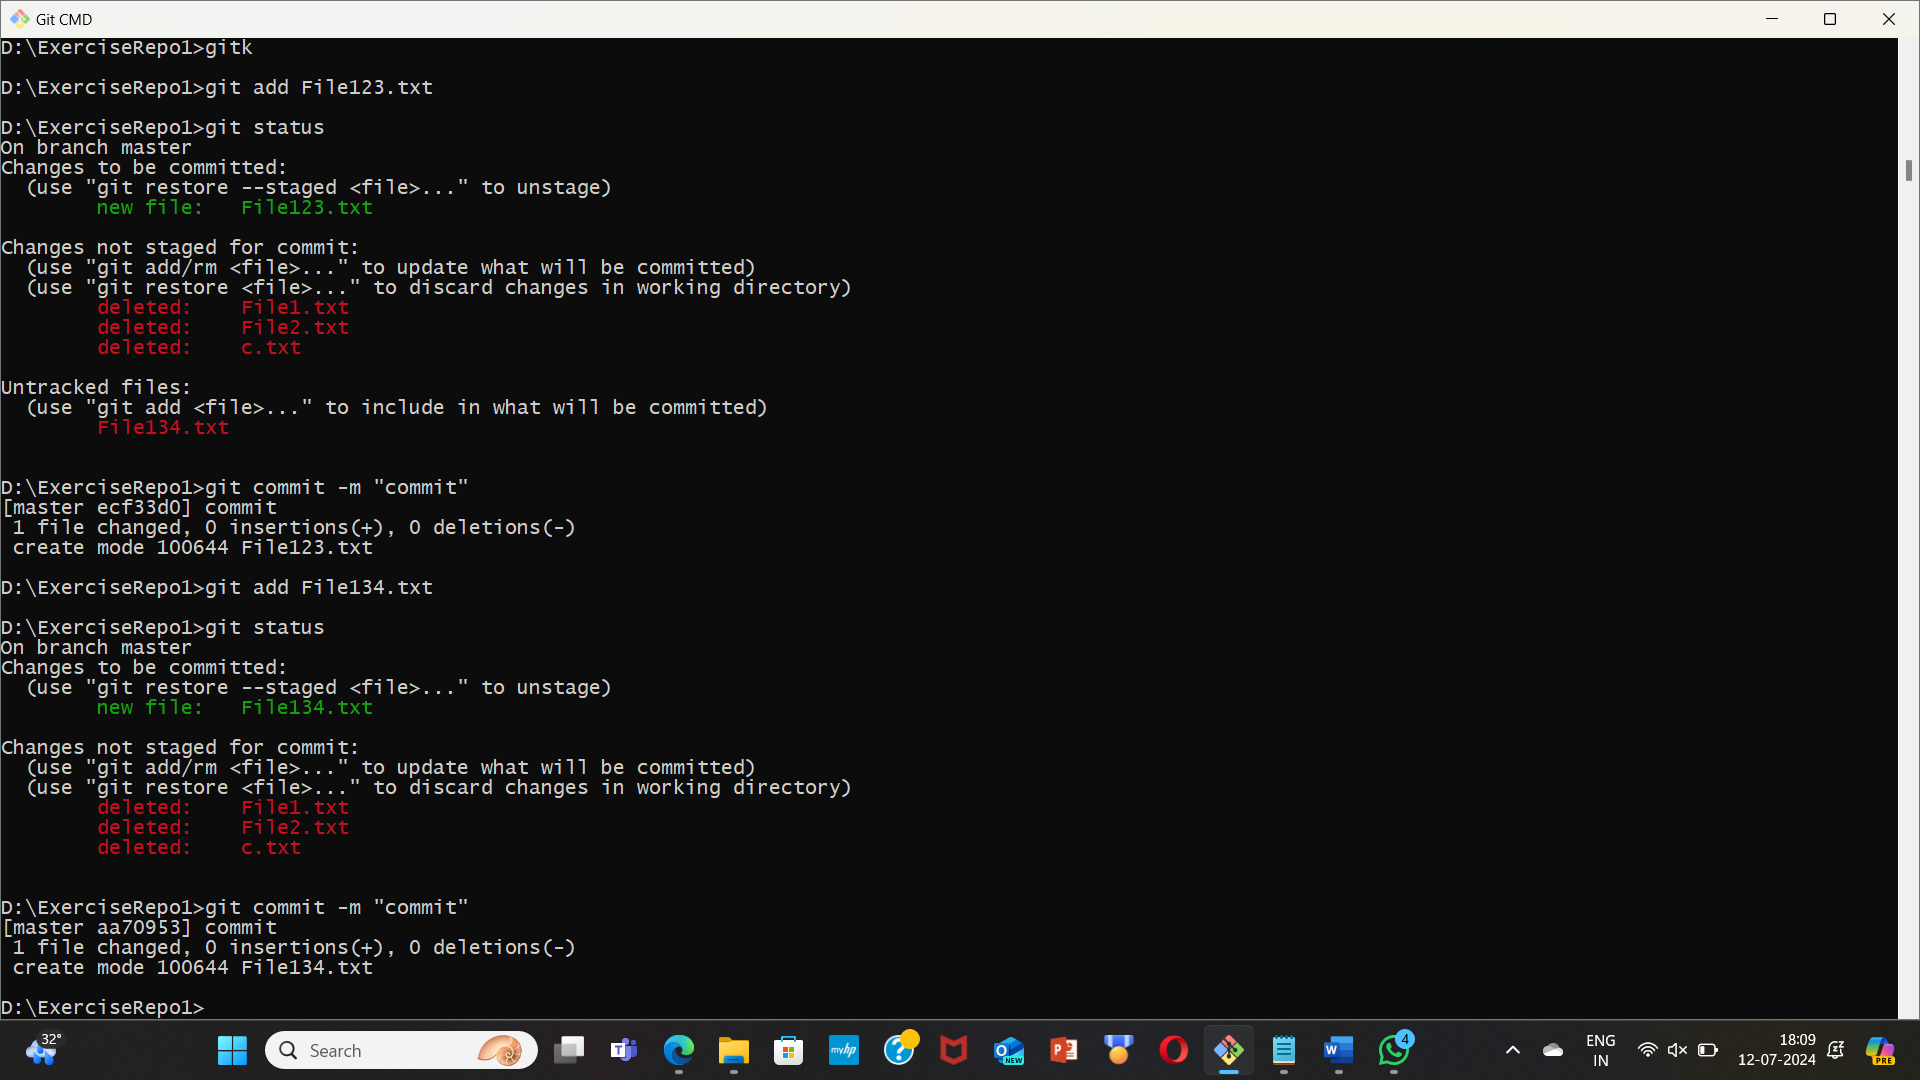 Git CMD
D:\ExerciseRepo1>gitk
D:\ExerciseRepo1>git add File123.txt
D:\ExerciseRepo1>git status
On branch master
Changes to be committed:
  (use "git restore --staged <file>..." to unstage)
        new file:   File123.txt
Changes not staged for commit:
  (use "git add/rm <file>..." to update what will be committed)
  (use "git restore <file>..." to discard changes in working directory)
        deleted:    File1.txt
        deleted:    File2.txt
        deleted:    c.txt
Untracked files:
  (use "git add <file>..." to include in what will be committed)
        File134.txt
D:\ExerciseRepo1>git commit -m "commit"
[master ecf33d0] commit
 1 file changed, 0 insertions(+), 0 deletions(-)
 create mode 100644 File123.txt
D:\ExerciseRepo1>git add File134.txt
D:\ExerciseRepo1>git status
On branch master
Changes to be committed:
  (use "git restore --staged <file>..." to unstage)
        new file:   File134.txt
Changes not staged for commit:
  (use "git add/rm <file>..." to update what will be committed)
  (use "git restore <file>..." to discard changes in working directory)
        deleted:    File1.txt
        deleted:    File2.txt
        deleted:    c.txt
D:\ExerciseRepo1>git commit -m "commit"
[master aa70953] commit
 1 file changed, 0 insertions(+), 0 deletions(-)
 create mode 100644 File134.txt
D:\ExerciseRepo1>
32°
Search
myhp
NEW
4
ENG
IN
18:09
12-07-2024
PRE